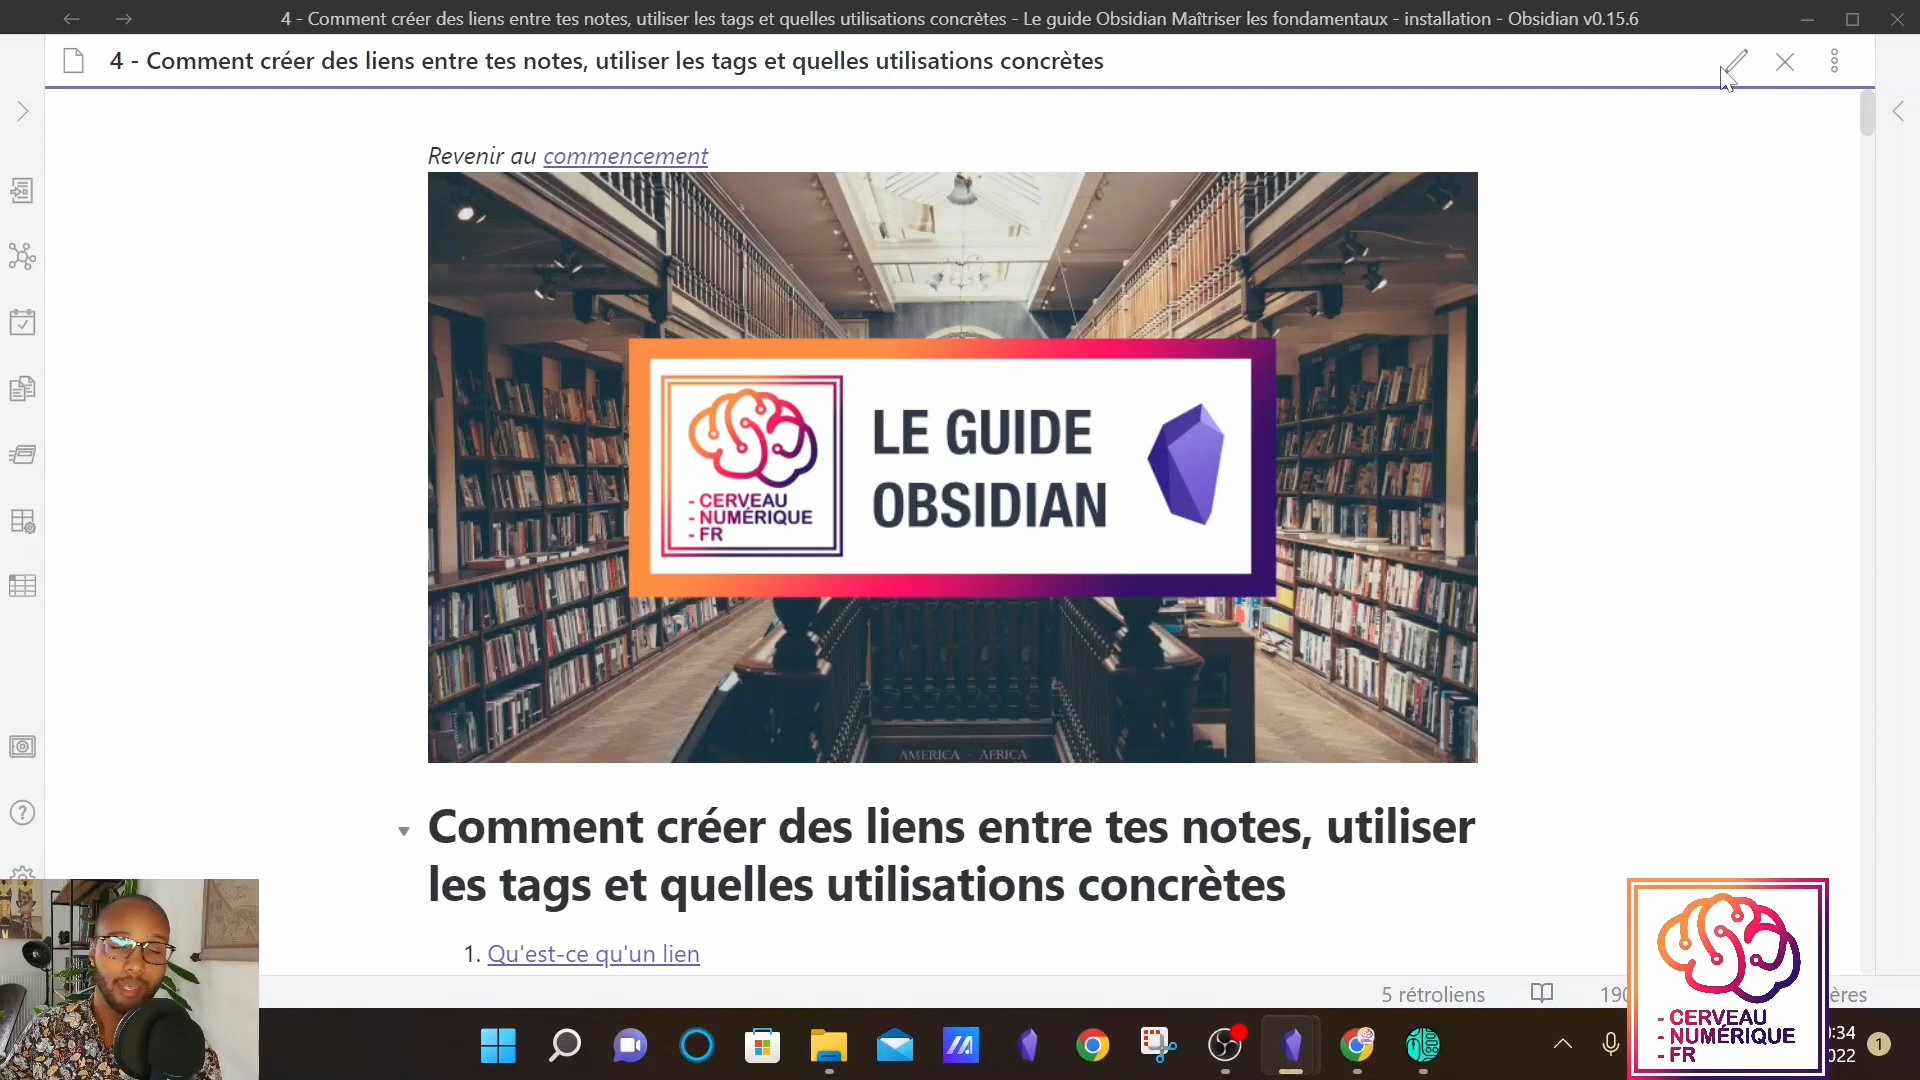 4 - Comment créer des liens entre tes notes, utiliser les tags et quelles utilisations concrètes - Le guide Obsidian Maîtriser les fondamentaux - installation - Obsidian v0.15.6
4 - Comment créer des liens entre tes notes, utiliser les tags et quelles utilisations concrètes
Revenir au commencement
- CERVEAU
- NUMÉRIQUE
- FR
LE GUIDE
OBSIDIAN
AMERICA · AFRICA
Comment créer des liens entre tes notes, utiliser
les tags et quelles utilisations concrètes
1. Qu'est-ce qu'un lien
5 rétroliens
- CERVEAU
- NUMÉRIQUE
- FR
1